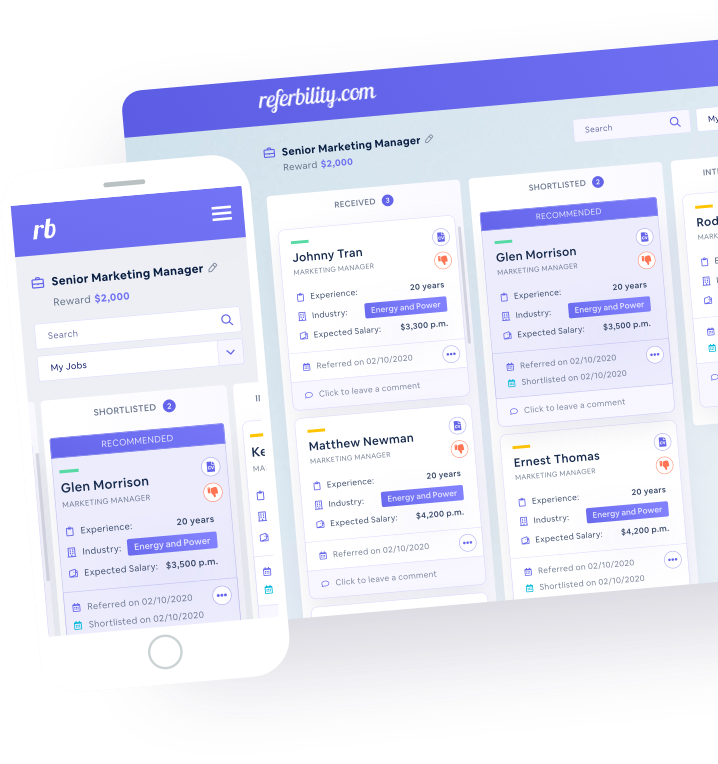 referbility.com
Senior Marketing Manager
Reward $2,000
Search
My
RECEIVED 3
Johnny Tran
MARKETING MANAGER
Experience: 20 years
Industry: Energy and Power
Expected Salary: $3,300 p.m.
Referred on 02/10/2020
Click to leave a comment
Matthew Newman
MARKETING MANAGER
Experience: 20 years
Industry: Energy and Power
Expected Salary: $4,200 p.m.
Referred on 02/10/2020
Click to leave a comment
SHORTLISTED 2
RECOMMENDED
Glen Morrison
MARKETING MANAGER
Experience: 20 years
Industry: Energy and Power
Expected Salary: $3,500 p.m.
Referred on 02/10/2020
Shortlisted on 02/10/2020
Click to leave a comment
Ernest Thomas
MARKETING MANAGER
Experience: 20 years
Industry: Energy and Power
Expected Salary: $4,200 p.m.
Referred on 02/10/2020
Shortlisted on 02/10/2020
INT
Rod
MARK
rb
Senior Marketing Manager
Reward $2,000
Search
My Jobs
SHORTLISTED 2
RECOMMENDED
Glen Morrison
MARKETING MANAGER
Experience: 20 years
Industry: Energy and Power
Expected Salary: $3,500 p.m.
Referred on 02/10/2020
Shortlisted on 02/10/2020
Ke
MA